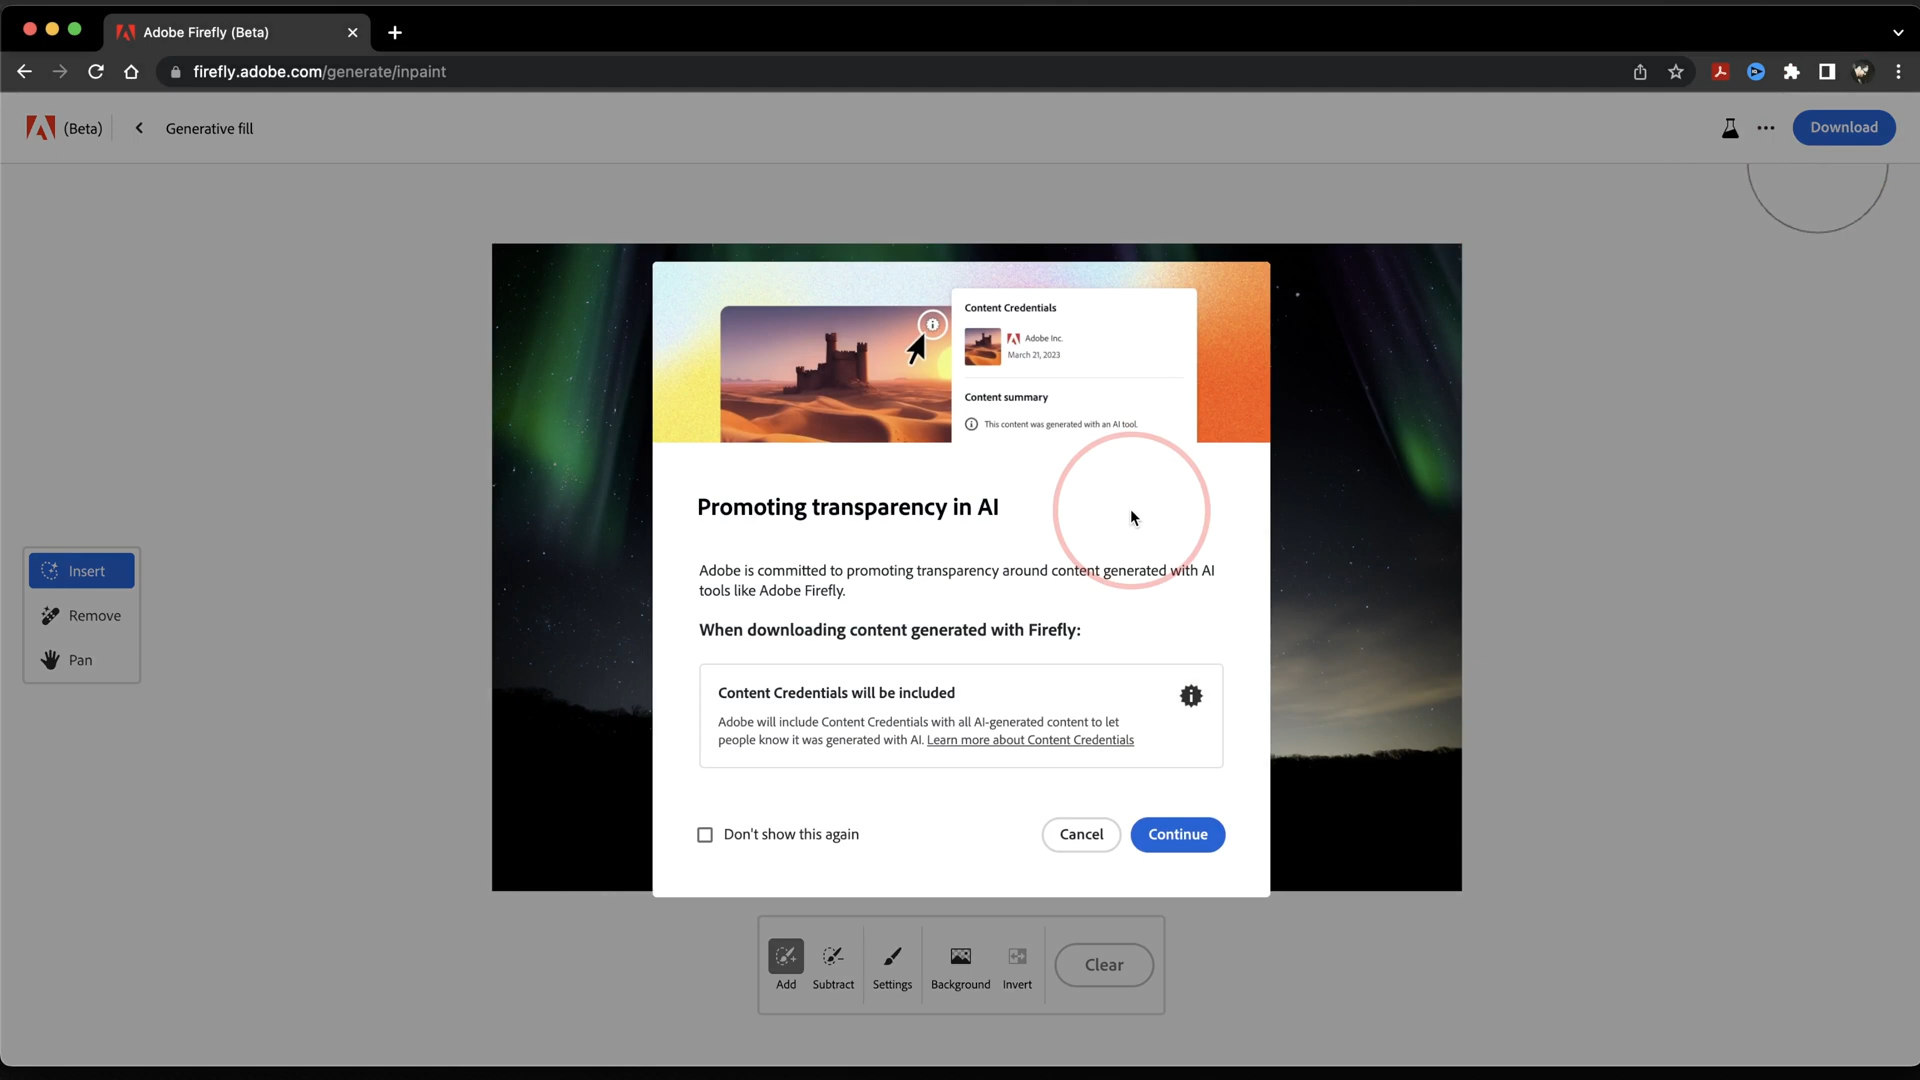 Adobe Firefly (Beta)
firefly.adobe.com/generate/inpaint
(Beta)
Generative fill
Download
Content Credentials
Adobe Inc.
March 21, 2023
Content summary
This content was generated with an AI tool.
Promoting transparency in AI
Adobe is committed to promoting transparency around content generated with AI
tools like Adobe Firefly.
When downloading content generated with Firefly:
Content Credentials will be included
Adobe will include Content Credentials with all AI-generated content to let
people know it was generated with AI. Learn more about Content Credentials
Don't show this again
Cancel
Continue
Insert
Remove
Pan
Add
Subtract
Settings
Background
Invert
Clear